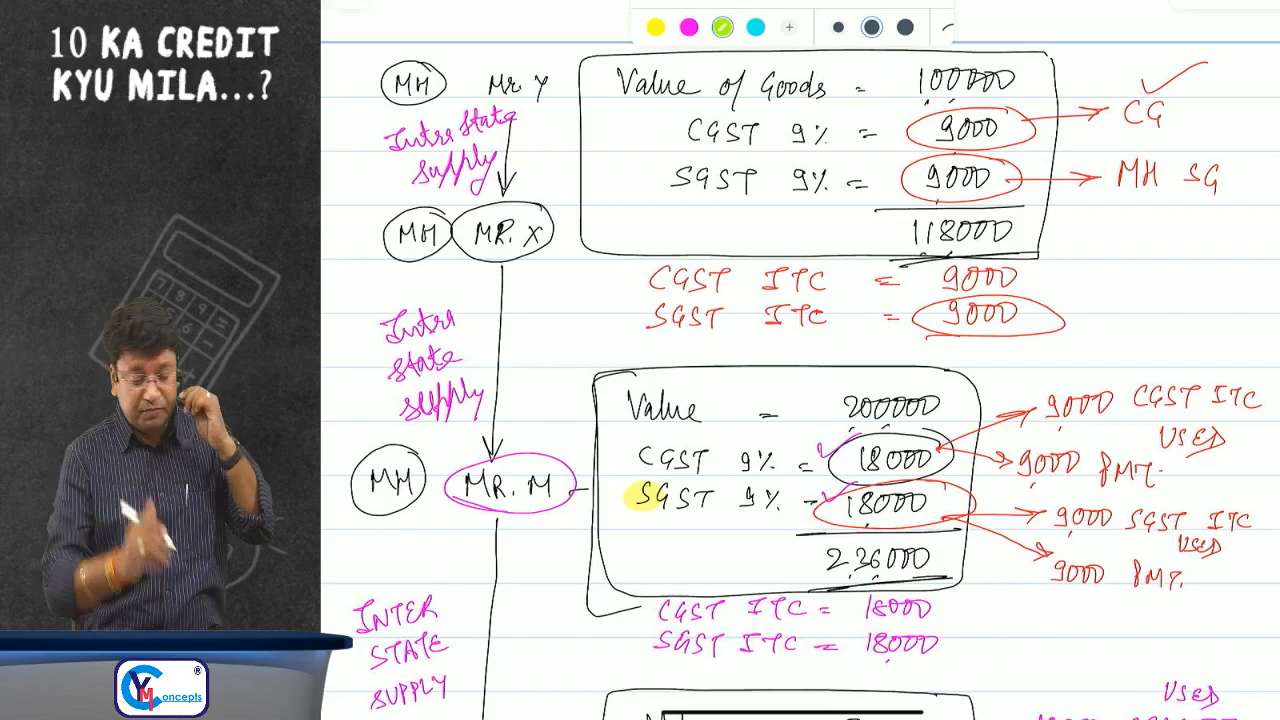 10 KA CREDIT
KYU MILA...?
MH Mr. Y
Intra State
supply
Value of Goods = 100000
CGST 9% = 9000
SGST 9% = 9000
118000
CG
MH SG
MH MR. X
CGST ITC = 9000
SGST ITC = 9000
Intra
State
supply
Value = 200000
CGST 9% = 18000
SGST 9% = 18000
236000
9000 CGST ITC
USED
9000 PMT.
9000 SGST ITC
USED
9000 PMT.
MH MR. M
CGST ITC = 18000
SGST ITC = 18000
INTER
STATE
SUPPLY
USED
CYM Concepts ®